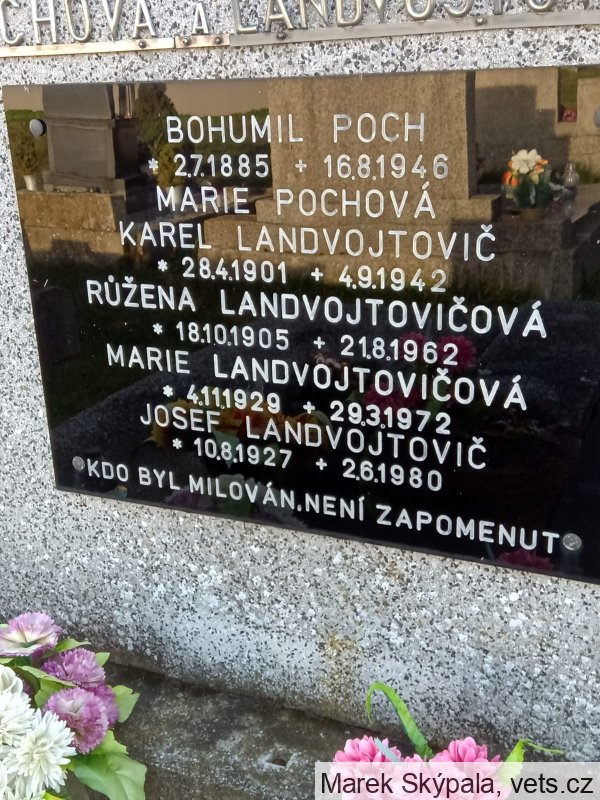 CHOVÁ A LANDVOJTO
BOHUMIL POCH
* 2.7.1885 + 16.8.1946
MARIE POCHOVÁ
KAREL LANDVOJTOVIČ
* 28.4.1901 + 4.9.1942
RŮŽENA LANDVOJTOVIČOVÁ
* 18.10.1905 + 21.8.1962
MARIE LANDVOJTOVIČOVÁ
* 4.11.1929 + 29.3.1972
JOSEF LANDVOJTOVIČ
* 10.8.1927 + 2.6.1980
KDO BYL MILOVÁN, NENÍ ZAPOMENUT
Marek Skýpala, vets.cz